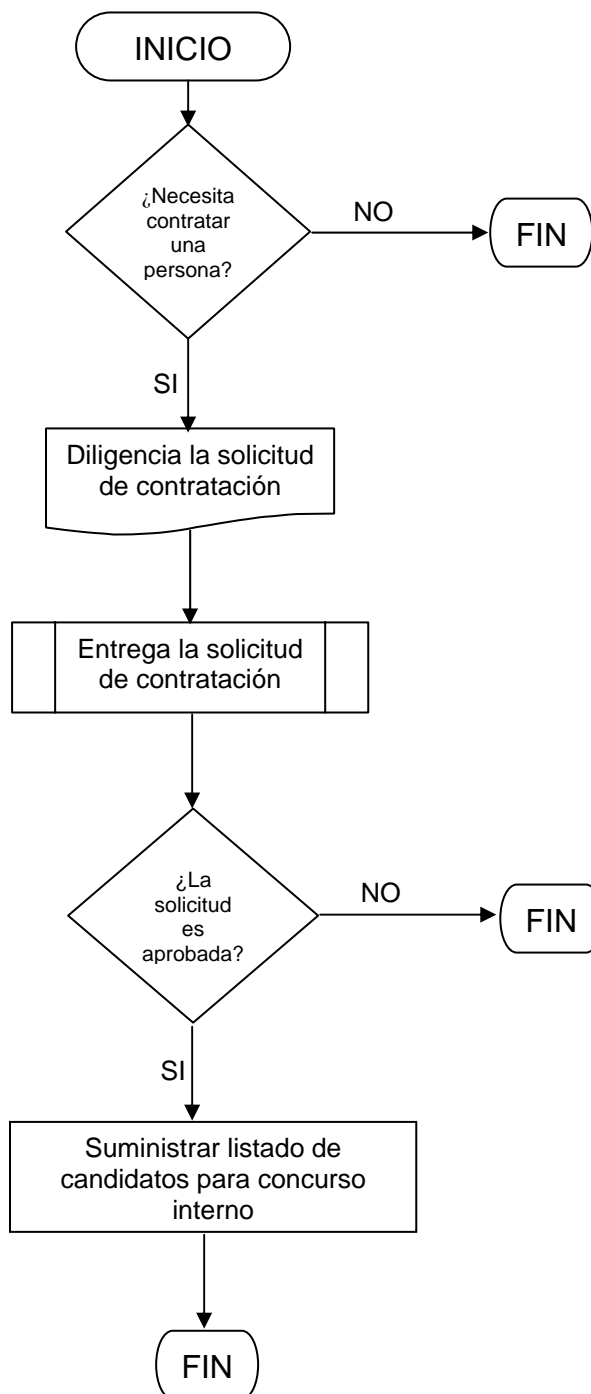 INICIO
¿Necesita
contratar
una
persona?
NO
FIN
SI
Diligencia la solicitud
de contratación
Entrega la solicitud
de contratación
¿La
solicitud
es
aprobada?
NO
FIN
SI
Suministrar listado de
candidatos para concurso
interno
FIN